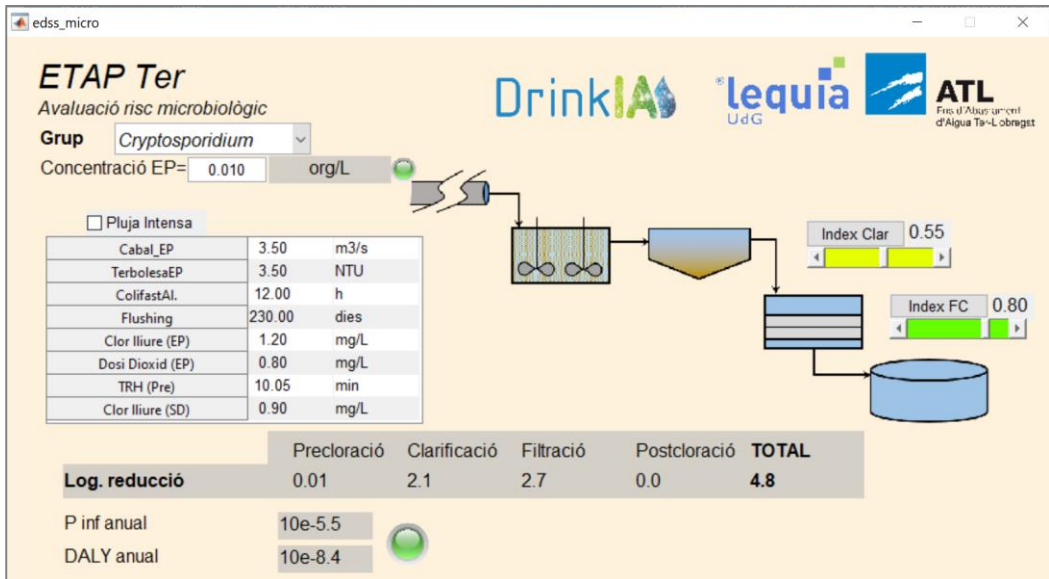 edss_micro
ETAP Ter
Avaluació risc microbiològic
Grup Cryptosporidium
Concentració EP= 0.010 org/L
DrinkIA
lequia
UdG
ATL
d'Aigua Ter-Llobregat
Pluja Intensa
Cabal_EP 3.50 m3/s
TerbolesaEP 3.50 NTU
ColifastAl. 12.00 h
Flushing 230.00 dies
Clor lliure (EP) 1.20 mg/L
Dosi Dioxid (EP) 0.80 mg/L
TRH (Pre) 10.05 min
Clor lliure (SD) 0.90 mg/L
Index Clar 0.55
Index FC 0.80
Precloració Clarificació Filtració Postcloració TOTAL
Log. reducció 0.01 2.1 2.7 0.0 4.8
P inf anual 10e-5.5
DALY anual 10e-8.4